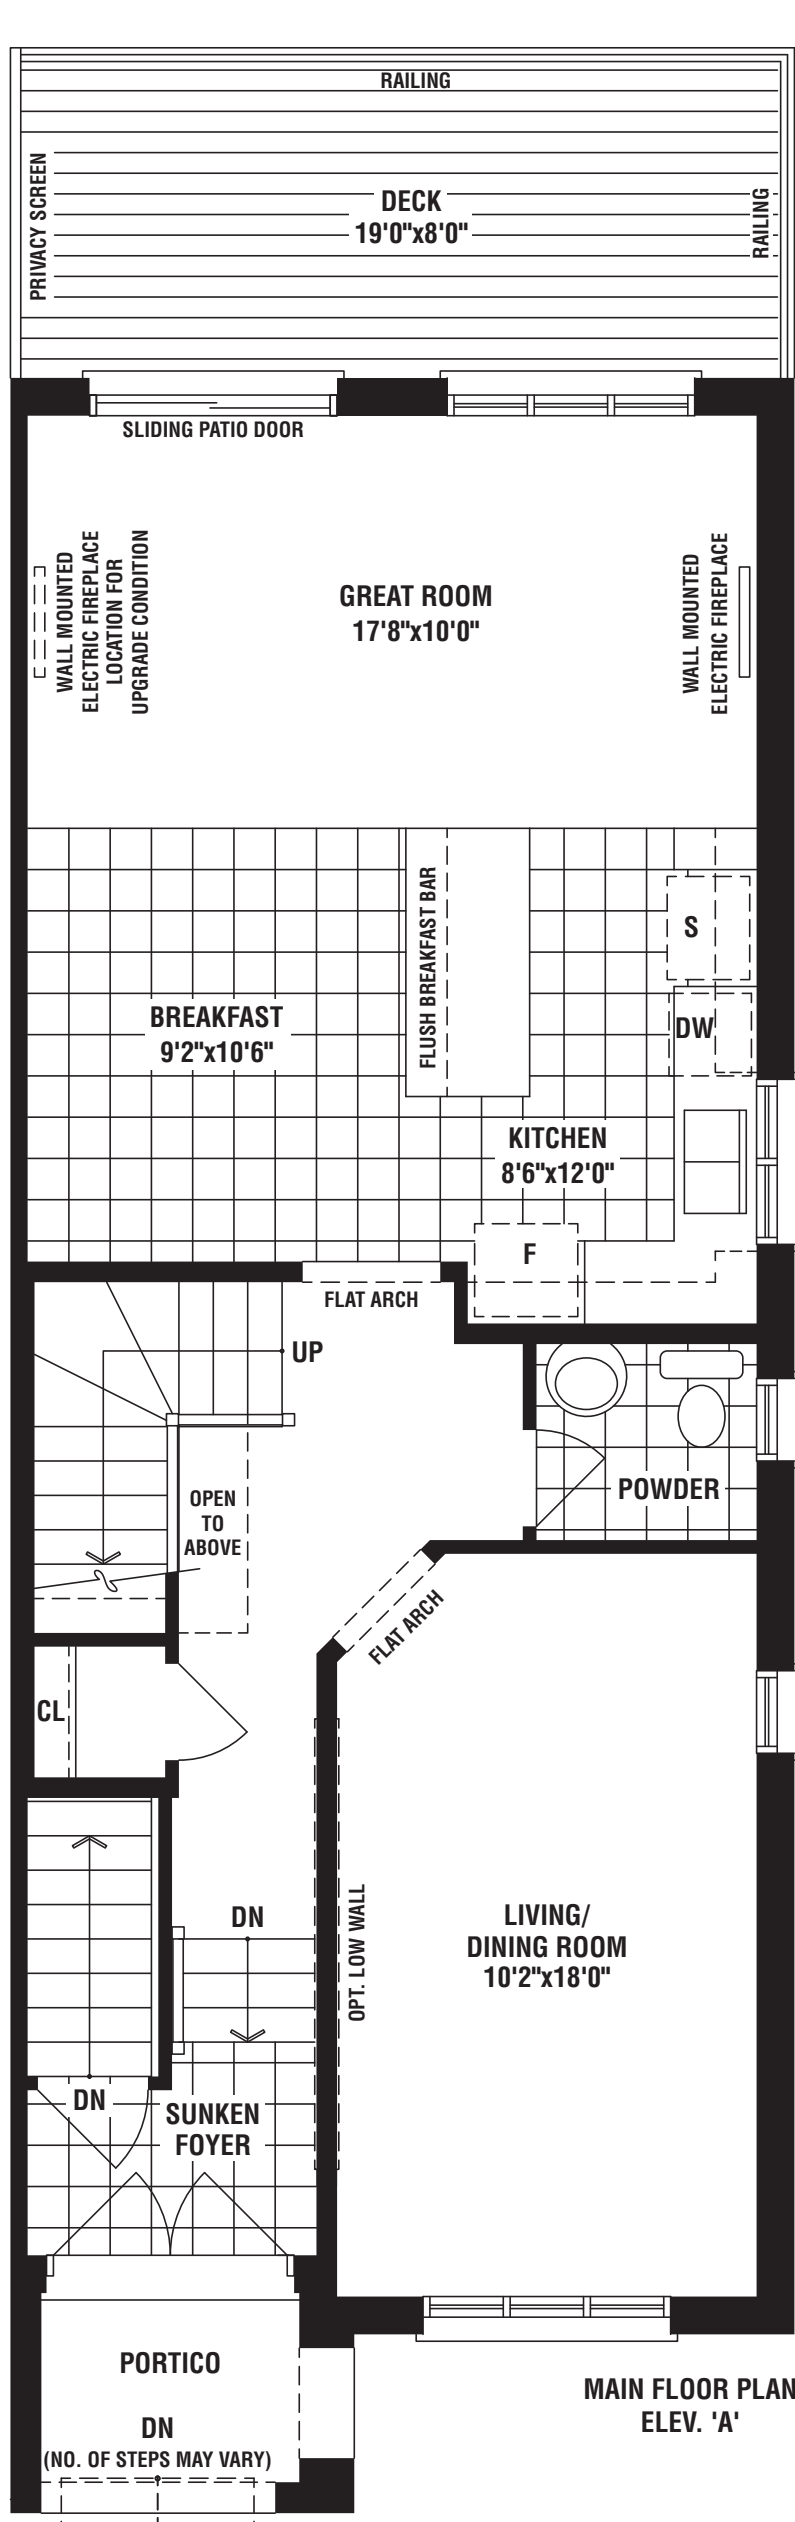 RAILING
PRIVACY SCREEN
DECK
19'0"x8'0"
RAILING
SLIDING PATIO DOOR
WALL MOUNTED
ELECTRIC FIREPLACE
LOCATION FOR
UPGRADE CONDITION
GREAT ROOM
17'8"x10'0"
WALL MOUNTED
ELECTRIC FIREPLACE
FLUSH BREAKFAST BAR
S
BREAKFAST
9'2"x10'6"
DW
KITCHEN
8'6"x12'0"
F
FLAT ARCH
UP
POWDER
OPEN
TO
ABOVE
FLAT ARCH
CL
OPT. LOW WALL
DN
LIVING/
DINING ROOM
10'2"x18'0"
DN
SUNKEN
FOYER
PORTICO
DN
(NO. OF STEPS MAY VARY)
MAIN FLOOR PLAN
ELEV. 'A'